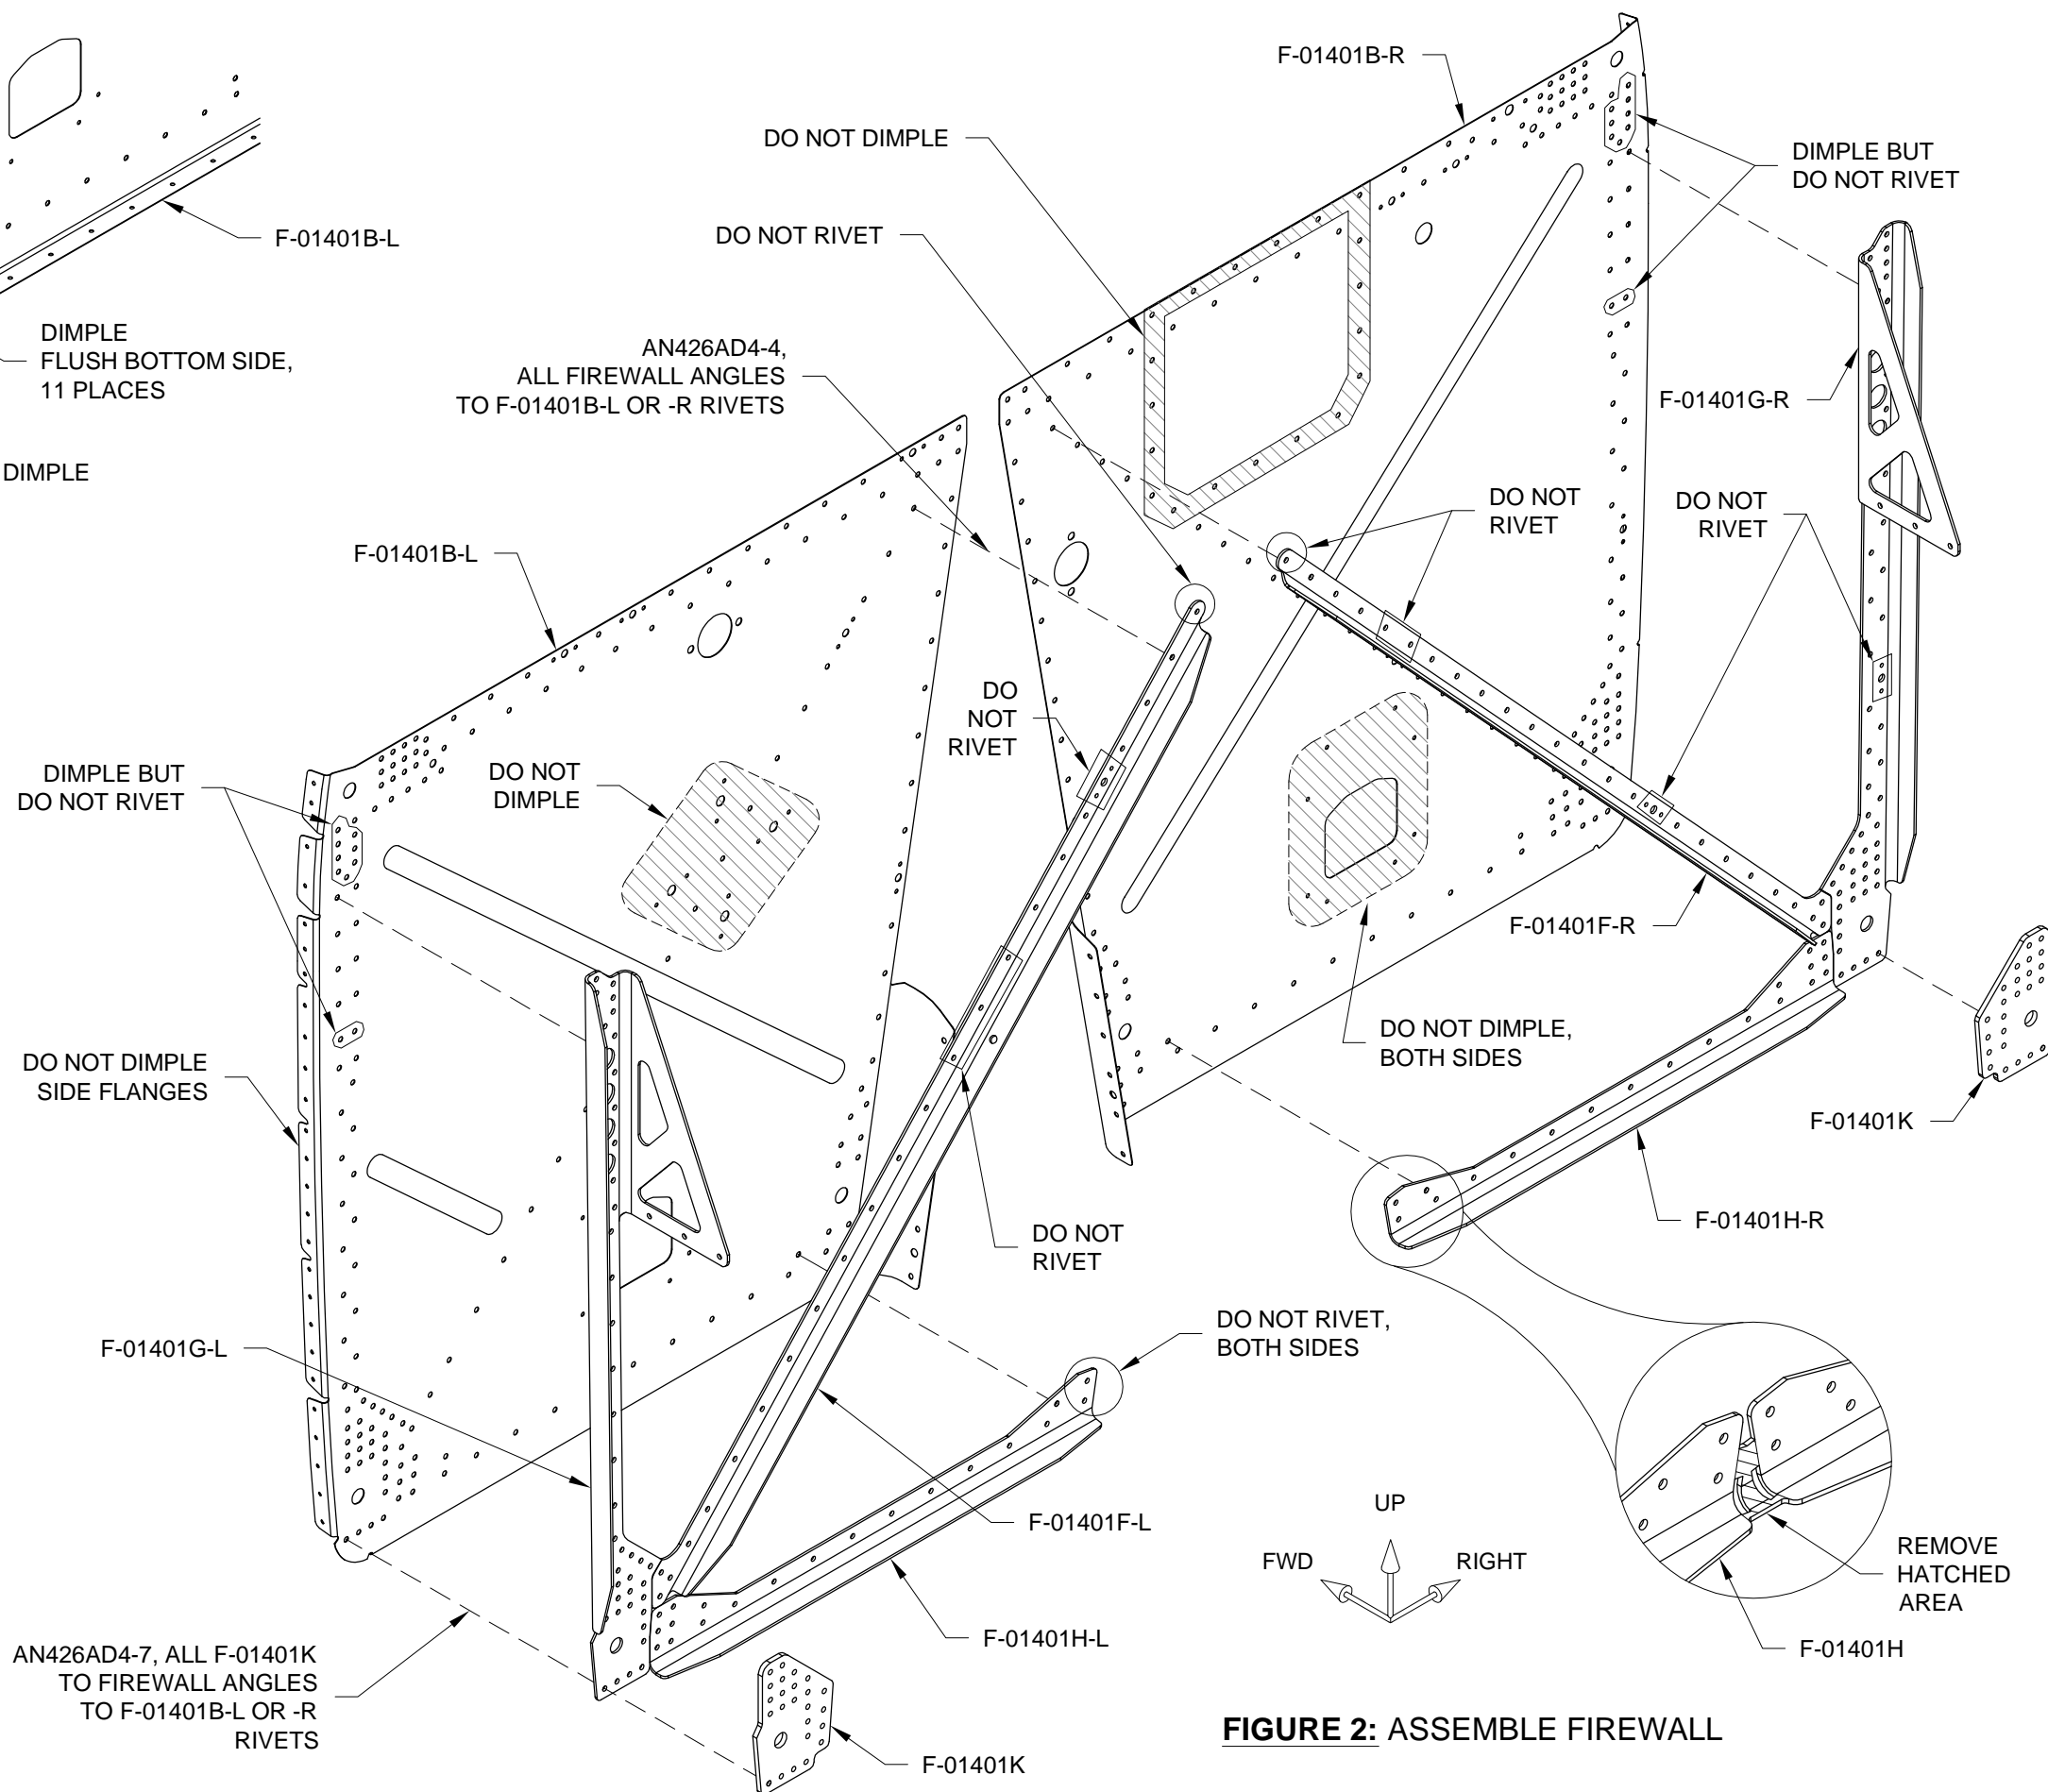 F-01401B-R
DO NOT DIMPLE
DIMPLE BUT
DO NOT RIVET
F-01401B-L
DO NOT RIVET
DIMPLE
FLUSH BOTTOM SIDE,
11 PLACES
AN426AD4-4,
ALL FIREWALL ANGLES
TO F-01401B-L OR -R RIVETS
F-01401G-R
DIMPLE
DO NOT
RIVET
DO NOT
RIVET
F-01401B-L
DO
NOT
RIVET
DIMPLE BUT
DO NOT RIVET
DO NOT
DIMPLE
F-01401F-R
DO NOT DIMPLE
SIDE FLANGES
DO NOT DIMPLE,
BOTH SIDES
F-01401K
F-01401H-R
DO NOT
RIVET
F-01401G-L
DO NOT RIVET,
BOTH SIDES
F-01401F-L
UP
FWD
RIGHT
REMOVE
HATCHED
AREA
F-01401H-L
F-01401H
AN426AD4-7, ALL F-01401K
TO FIREWALL ANGLES
TO F-01401B-L OR -R
RIVETS
F-01401K
FIGURE 2: ASSEMBLE FIREWALL